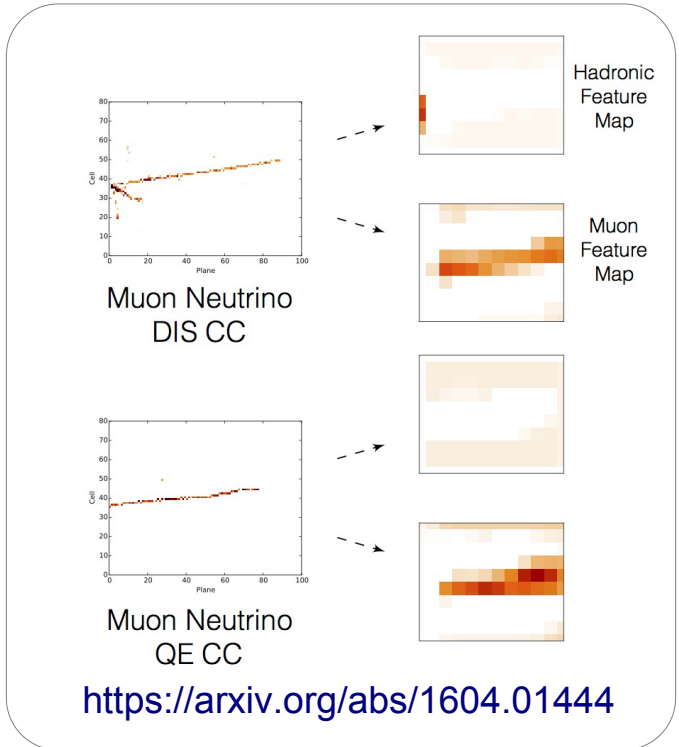 Hadronic
Feature
Map
80
70
60
50
40
30
20
10
0
Cell
0 20 40 60 80 100
Plane
Muon Neutrino
DIS CC
Muon
Feature
Map
80
70
60
50
40
30
20
10
0
Cell
0 20 40 60 80 100
Plane
Muon Neutrino
QE CC
https://arxiv.org/abs/1604.01444